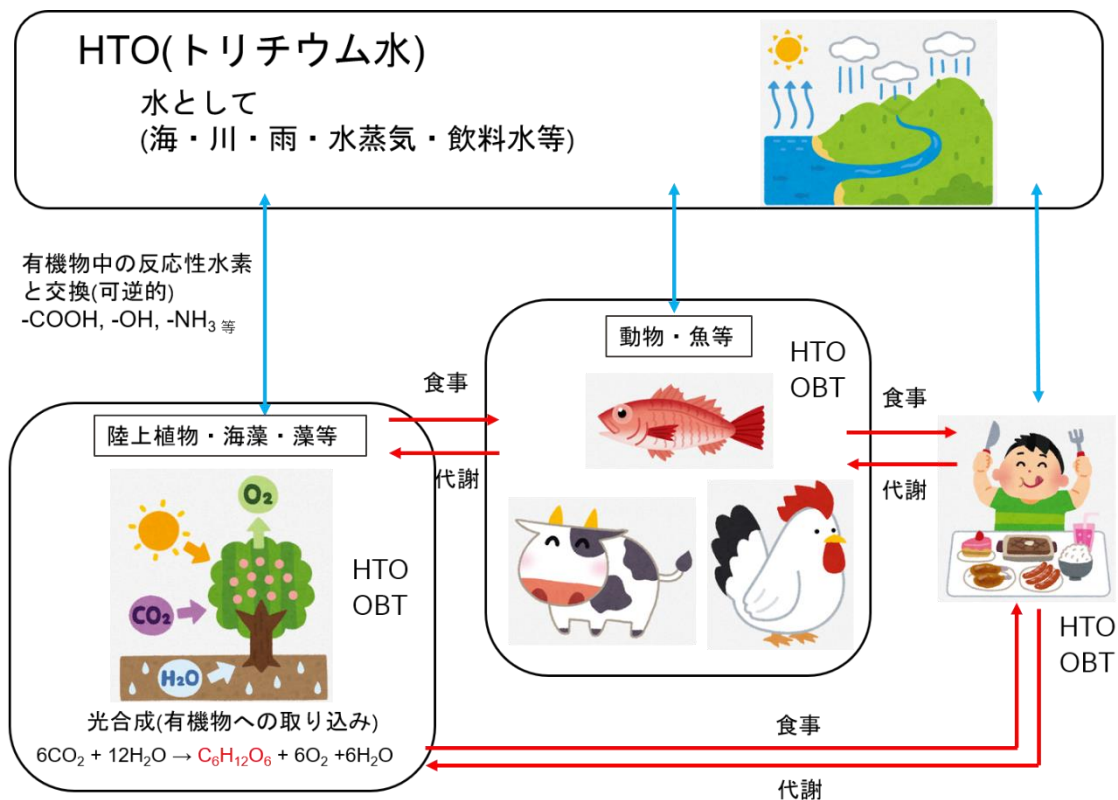 HTO(トリチウム水)
水として
(海・川・雨・水蒸気・飲料水等)
有機物中の反応性水素
と交換(可逆的)
-COOH, -OH, -NH₃ 等
動物・魚等
HTO
OBT
食事
代謝
食事
代謝
陸上植物・海藻・藻等
O₂
CO₂
H₂O
HTO
OBT
光合成(有機物への取り込み)
6CO₂ + 12H₂O → C₆H₁₂O₆ + 6O₂ +6H₂O
HTO
OBT
食事
代謝